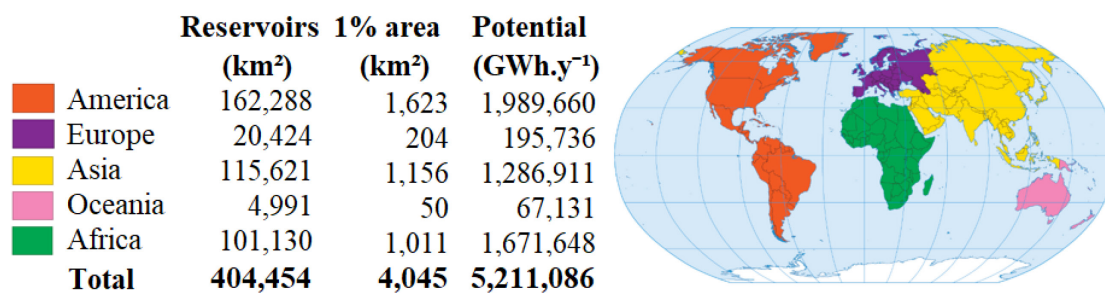 Reservoirs 1% area Potential
(km²) (km²) (GWh.y⁻¹)
America 162,288 1,623 1,989,660
Europe 20,424 204 195,736
Asia 115,621 1,156 1,286,911
Oceania 4,991 50 67,131
Africa 101,130 1,011 1,671,648
Total 404,454 4,045 5,211,086